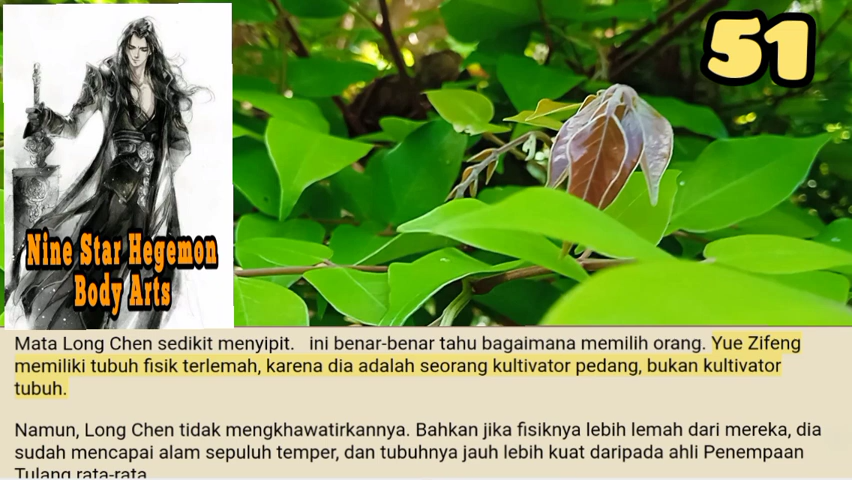 51
Nine Star Hegemon
Body Arts
Mata Long Chen sedikit menyipit. ini benar-benar tahu bagaimana memilih orang. Yue Zifeng
memiliki tubuh fisik terlemah, karena dia adalah seorang kultivator pedang, bukan kultivator
tubuh.
Namun, Long Chen tidak mengkhawatirkannya. Bahkan jika fisiknya lebih lemah dari mereka, dia
sudah mencapai alam sepuluh temper, dan tubuhnya jauh lebih kuat daripada ahli Penempaan
Tulang rata-rata